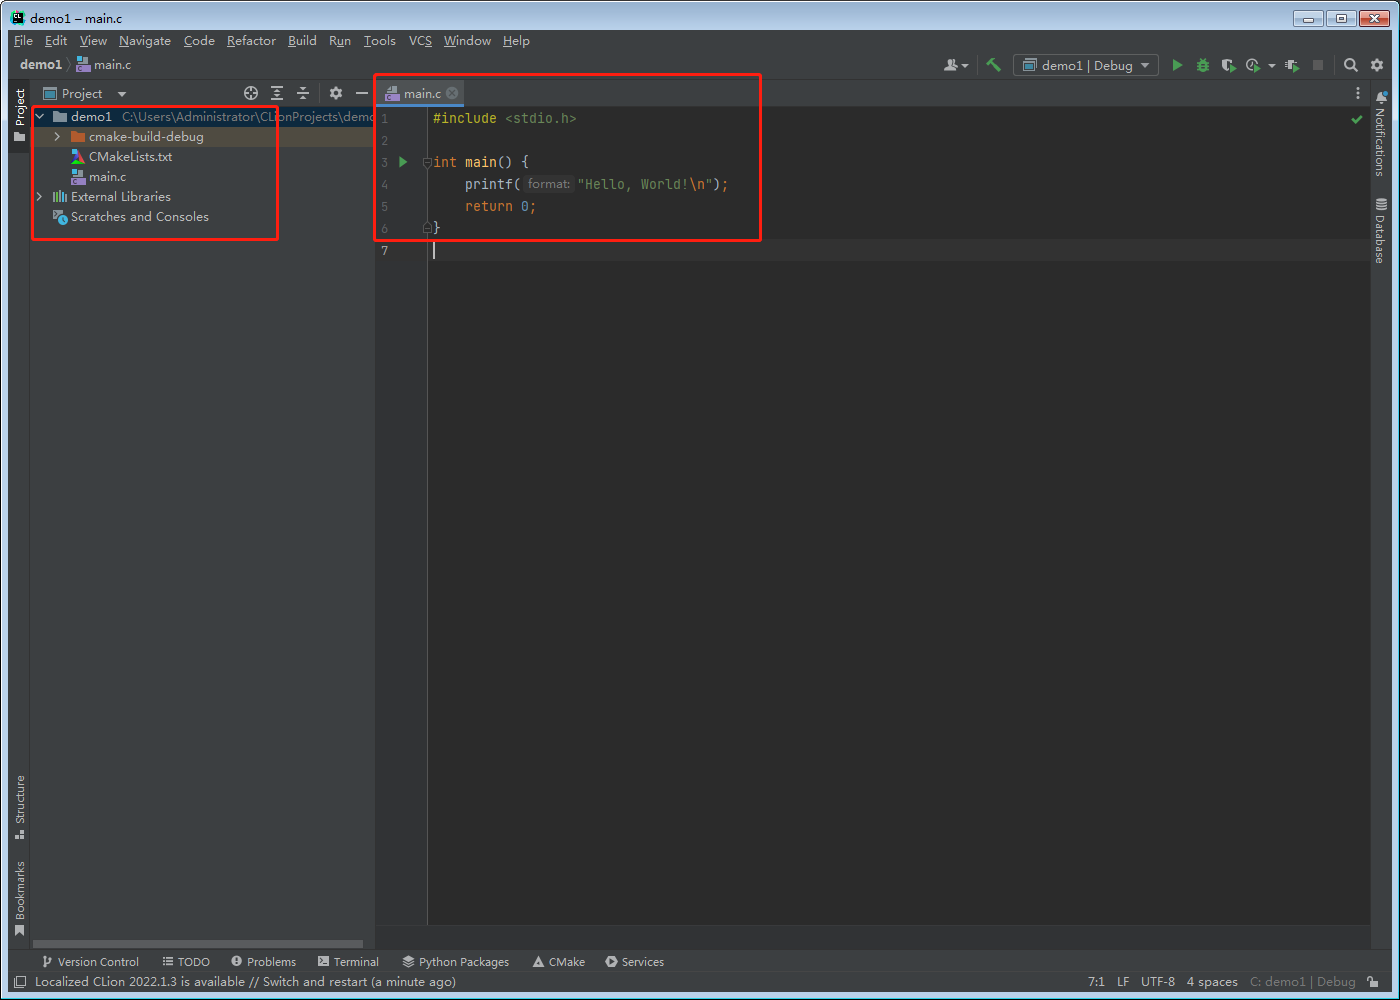 demo1 – main.c
File Edit View Navigate Code Refactor Build Run Tools VCS Window Help
demo1 main.c
demo1 | Debug
Project
Project
main.c
demo1 C:\Users\Administrator\CLionProjects\demo
cmake-build-debug
CMakeLists.txt
main.c
External Libraries
Scratches and Consoles
1 #include <stdio.h>
2
3 int main() {
4 printf( format: "Hello, World!\n");
5 return 0;
6 }
7
Notifications
Database
Structure
Bookmarks
Version Control TODO Problems Terminal Python Packages CMake Services
Localized CLion 2022.1.3 is available // Switch and restart (a minute ago) 7:1 LF UTF-8 4 spaces C: demo1 | Debug